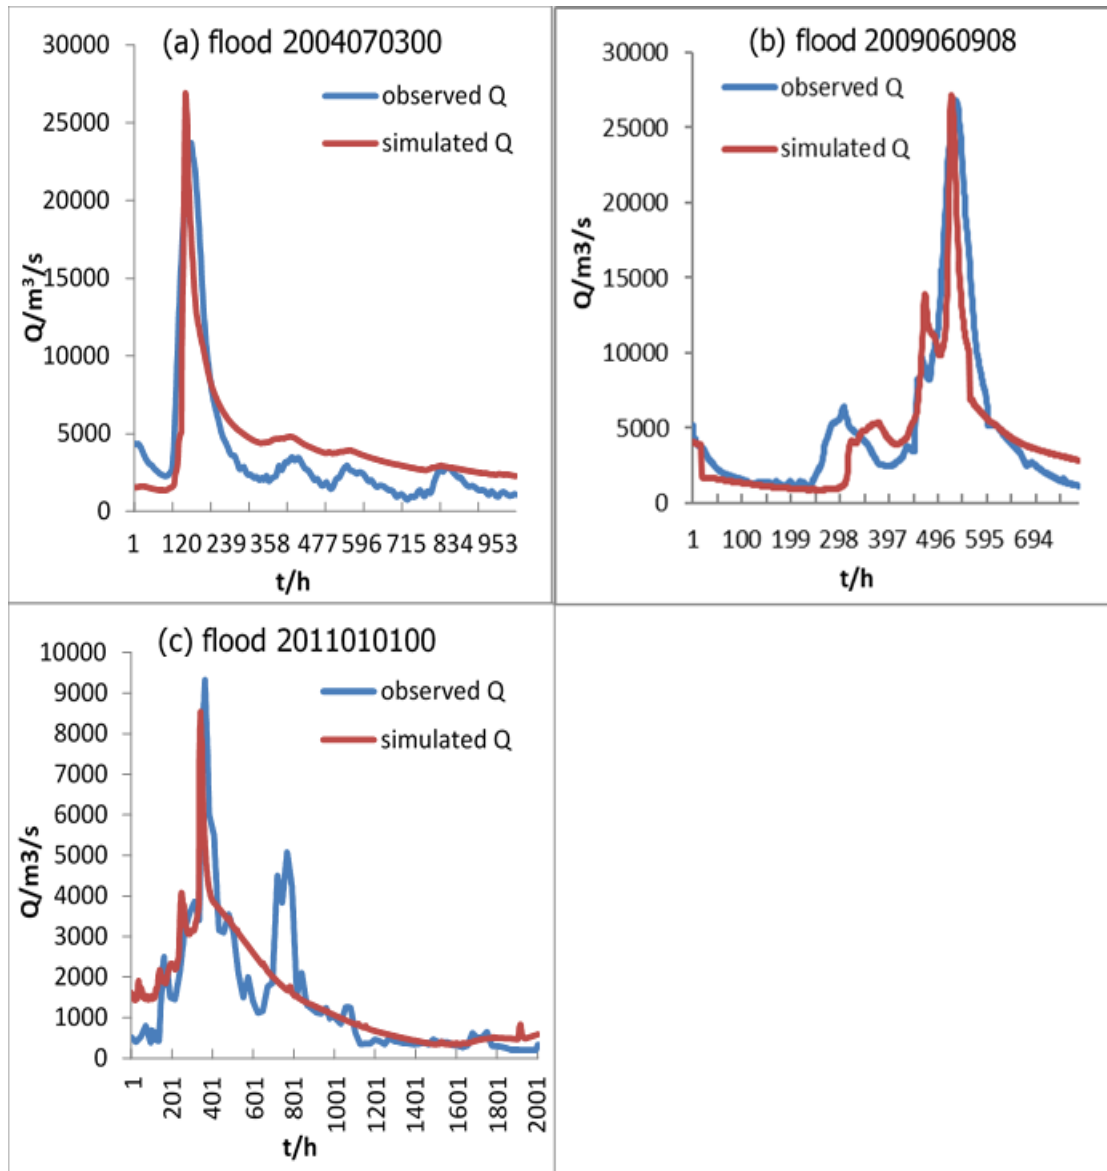 (a) flood 2004070300
30000
25000
20000
15000
10000
5000
0
Q/m³/s
observed Q
simulated Q
1 120 239 358 477 596 715 834 953
t/h
(b) flood 2009060908
30000
25000
20000
15000
10000
5000
0
Q/m3/s
observed Q
simulated Q
1 100 199 298 397 496 595 694
t/h
(c) flood 2011010100
10000
9000
8000
7000
6000
5000
4000
3000
2000
1000
0
Q/m3/s
observed Q
simulated Q
1 201 401 601 801 1001 1201 1401 1601 1801 2001
t/h